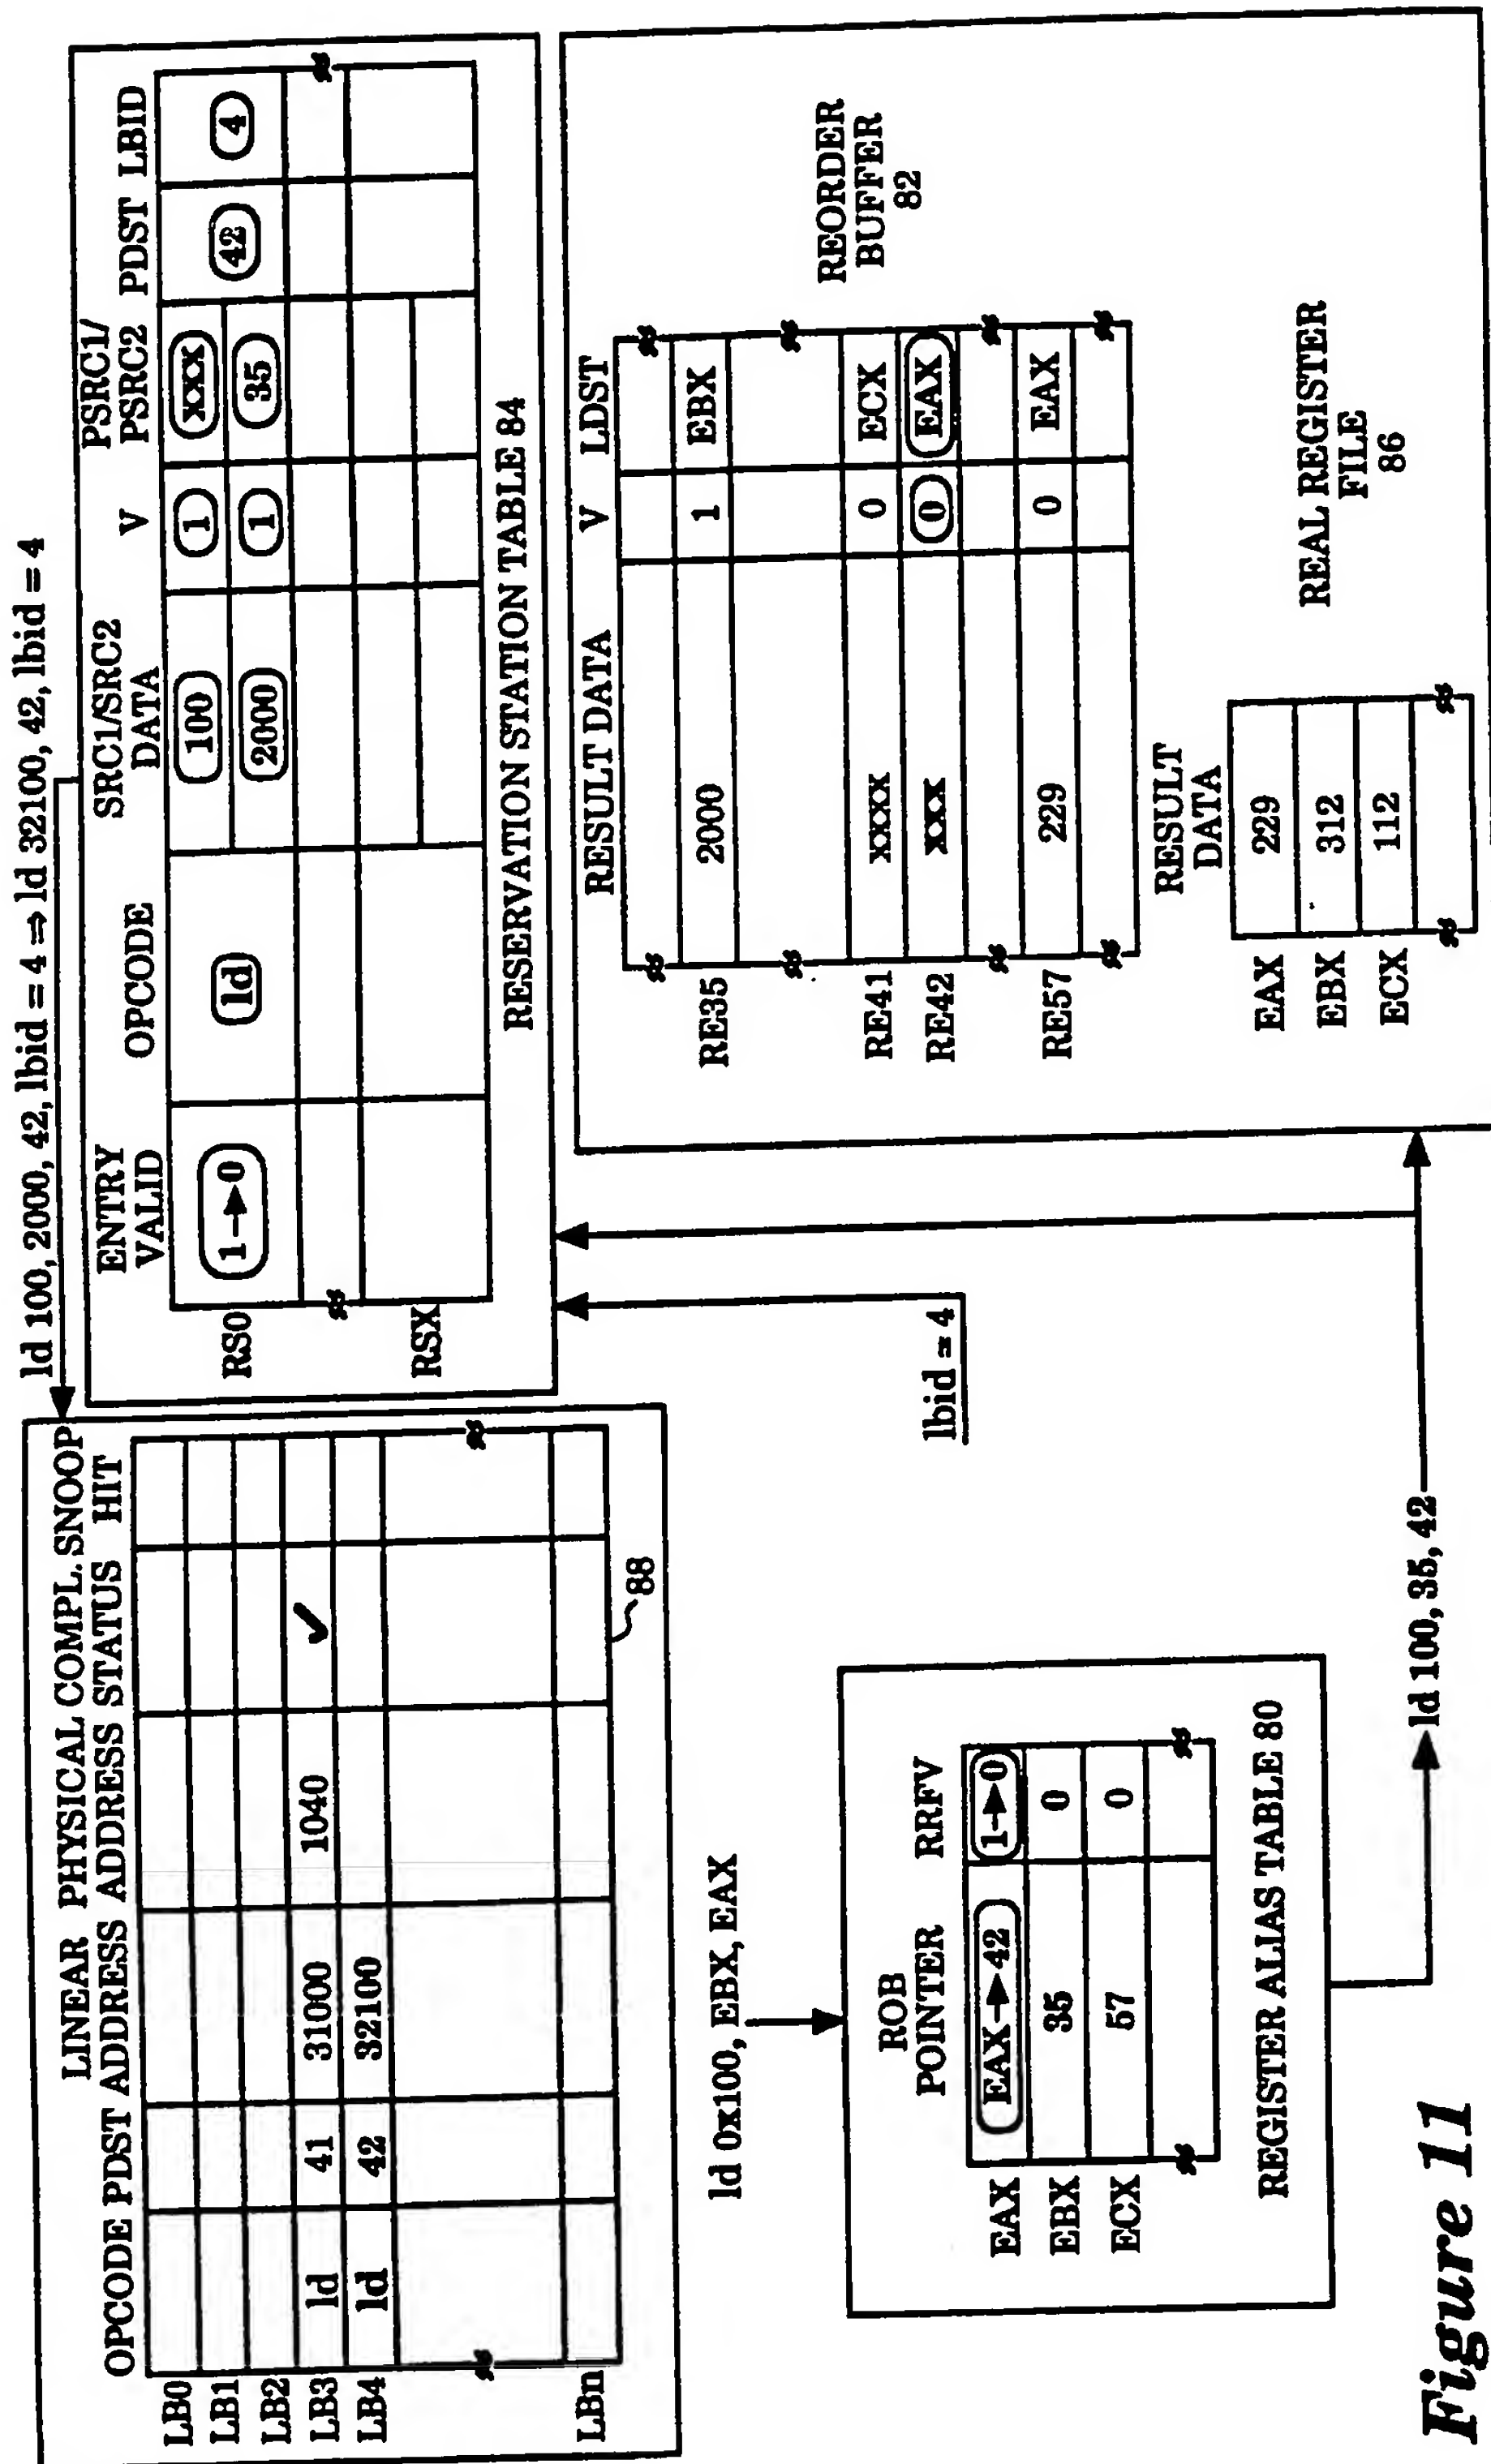 ld 100, 2000, 42, lbid = 4 ⇒ ld 32100, 42, lbid = 4
LINEAR PHYSICAL COMPL. SNOOP
OPCODE PDST ADDRESS ADDRESS STATUS HIT
LB0
LB1
LB2
LB3 ld 41 31000 1040 ✓
LB4 ld 42 32100
LBn
88
ENTRY VALID OPCODE SRC1/SRC2 DATA V PSRC1/ PSRC2 PDST LBID
RS0 1→0 ld 100 1 XXX 42 4
2000 1 35
RSX
RESERVATION STATION TABLE 84
ld 0x100, EBX, EAX
lbid = 4
ROB
POINTER RRFV
EAX EAX→42 1→0
EBX 35 0
ECX 57 0
REGISTER ALIAS TABLE 80
ld 100, 35, 42
RESULT DATA V LDST
RE35 2000 1 EBX
RE41 XXXX 0 ECX
RE42 XXX 0 EAX
RE57 229 0 EAX
REORDER
BUFFER
82
RESULT
DATA
EAX 229
EBX 312
ECX 112
REAL REGISTER
FILE
86
Figure 11